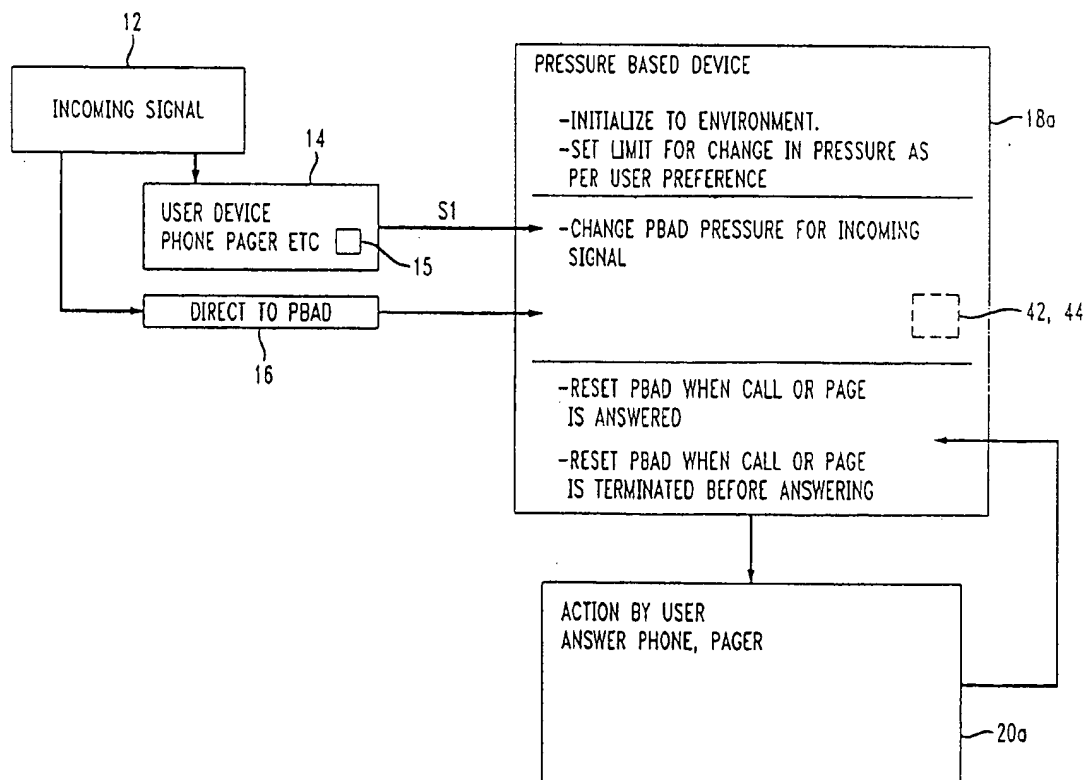 12
INCOMING SIGNAL
14
USER DEVICE
PHONE PAGER ETC
15
S1
DIRECT TO PBAD
16
PRESSURE BASED DEVICE
-INITIALIZE TO ENVIRONMENT.
-SET LIMIT FOR CHANGE IN PRESSURE AS
PER USER PREFERENCE
18a
-CHANGE PBAD PRESSURE FOR INCOMING
SIGNAL
42, 44
-RESET PBAD WHEN CALL OR PAGE
IS ANSWERED
-RESET PBAD WHEN CALL OR PAGE
IS TERMINATED BEFORE ANSWERING
ACTION BY USER
ANSWER PHONE, PAGER
20a